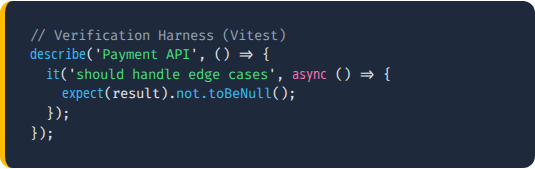 // Verification Harness (Vitest)
describe('Payment API', () => {
  it('should handle edge cases', async () => {
    expect(result).not.toBeNull();
  });
});